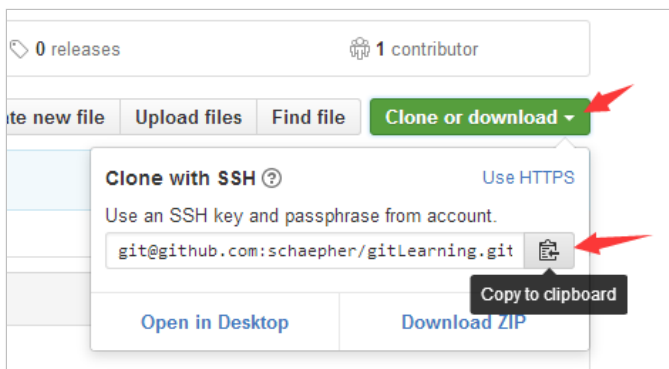 0 releases
1 contributor
te new file
Upload files
Find file
Clone or download
Clone with SSH
Use HTTPS
Use an SSH key and passphrase from account.
git@github.com:schaepher/gitLearning.git
Copy to clipboard
Open in Desktop
Download ZIP